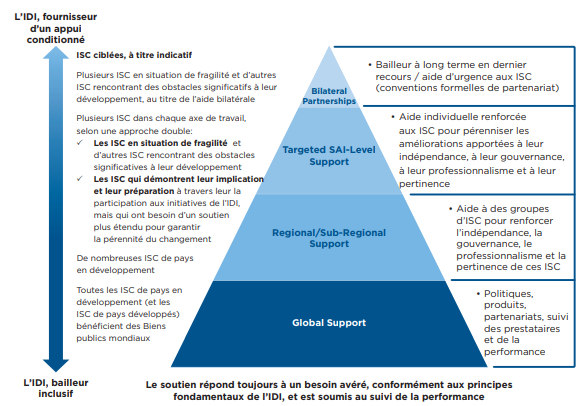 L'IDI, fournisseur
d'un appui
conditionné
ISC ciblées, à titre indicatif
Plusieurs ISC en situation de fragilité et d'autres
ISC rencontrant des obstacles significatifs à leur
développement, au titre de l'aide bilatérale
Plusieurs ISC dans chaque axe de travail,
selon une approche double:
✓ Les ISC en situation de fragilité et
d'autres ISC rencontrant des obstacles
significatives à leur développement
✓ Les ISC qui démontrent leur implication
et leur préparation à travers leur la
participation aux initiatives de l'IDI,
mais qui ont besoin d'un soutien
plus étendu pour garantir
la pérennité du changement
De nombreuses ISC de pays
en développement
Toutes les ISC de pays en
développement (et les
ISC de pays développés)
bénéficient des Biens
publics mondiaux
L'IDI, bailleur
inclusif
Bilateral
Partnerships
Targeted SAI-Level
Support
Regional/Sub-Regional
Support
Global Support
• Bailleur à long terme en dernier
recours / aide d'urgence aux ISC
(conventions formelles de partenariat)
• Aide individuelle renforcée
aux ISC pour pérenniser les
améliorations apportées à leur
indépendance, à leur gouvernance,
à leur professionnalisme et à leur
pertinence
• Aide à des groupes
d'ISC pour renforcer
l'indépendance, la
gouvernance, le
professionnalisme et la
pertinence de ces ISC
• Politiques,
produits,
partenariats, suivi
des prestataires
et de la
performance
Le soutien répond toujours à un besoin avéré, conformément aux principes
fondamentaux de l'IDI, et est soumis au suivi de la performance